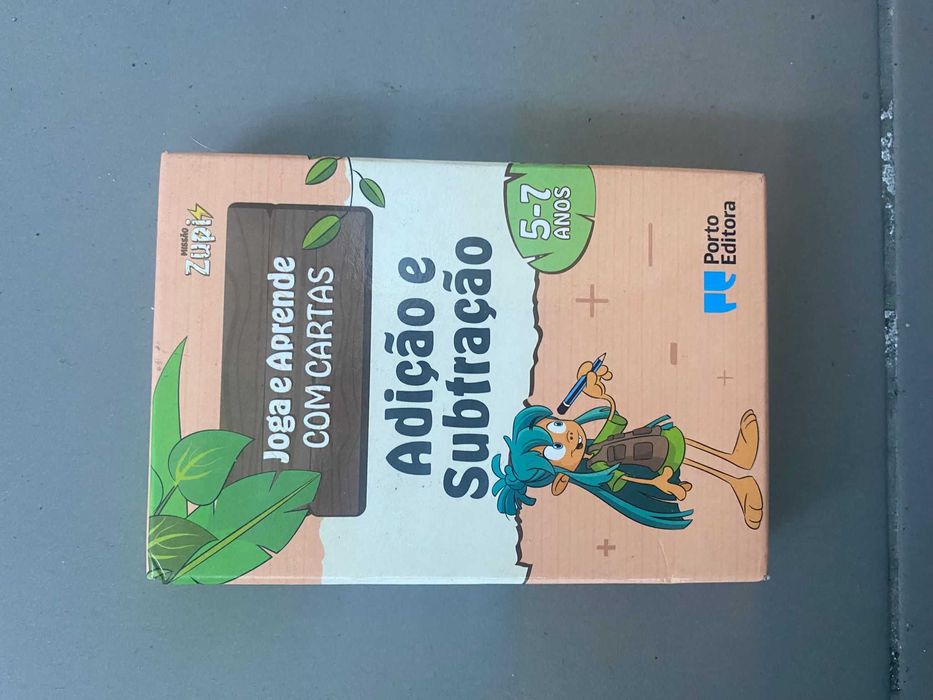 MISSÃO
Zupi
Joga e Aprende
COM CARTAS
Adição e
Subtração
5-7
ANOS
Porto
Editora